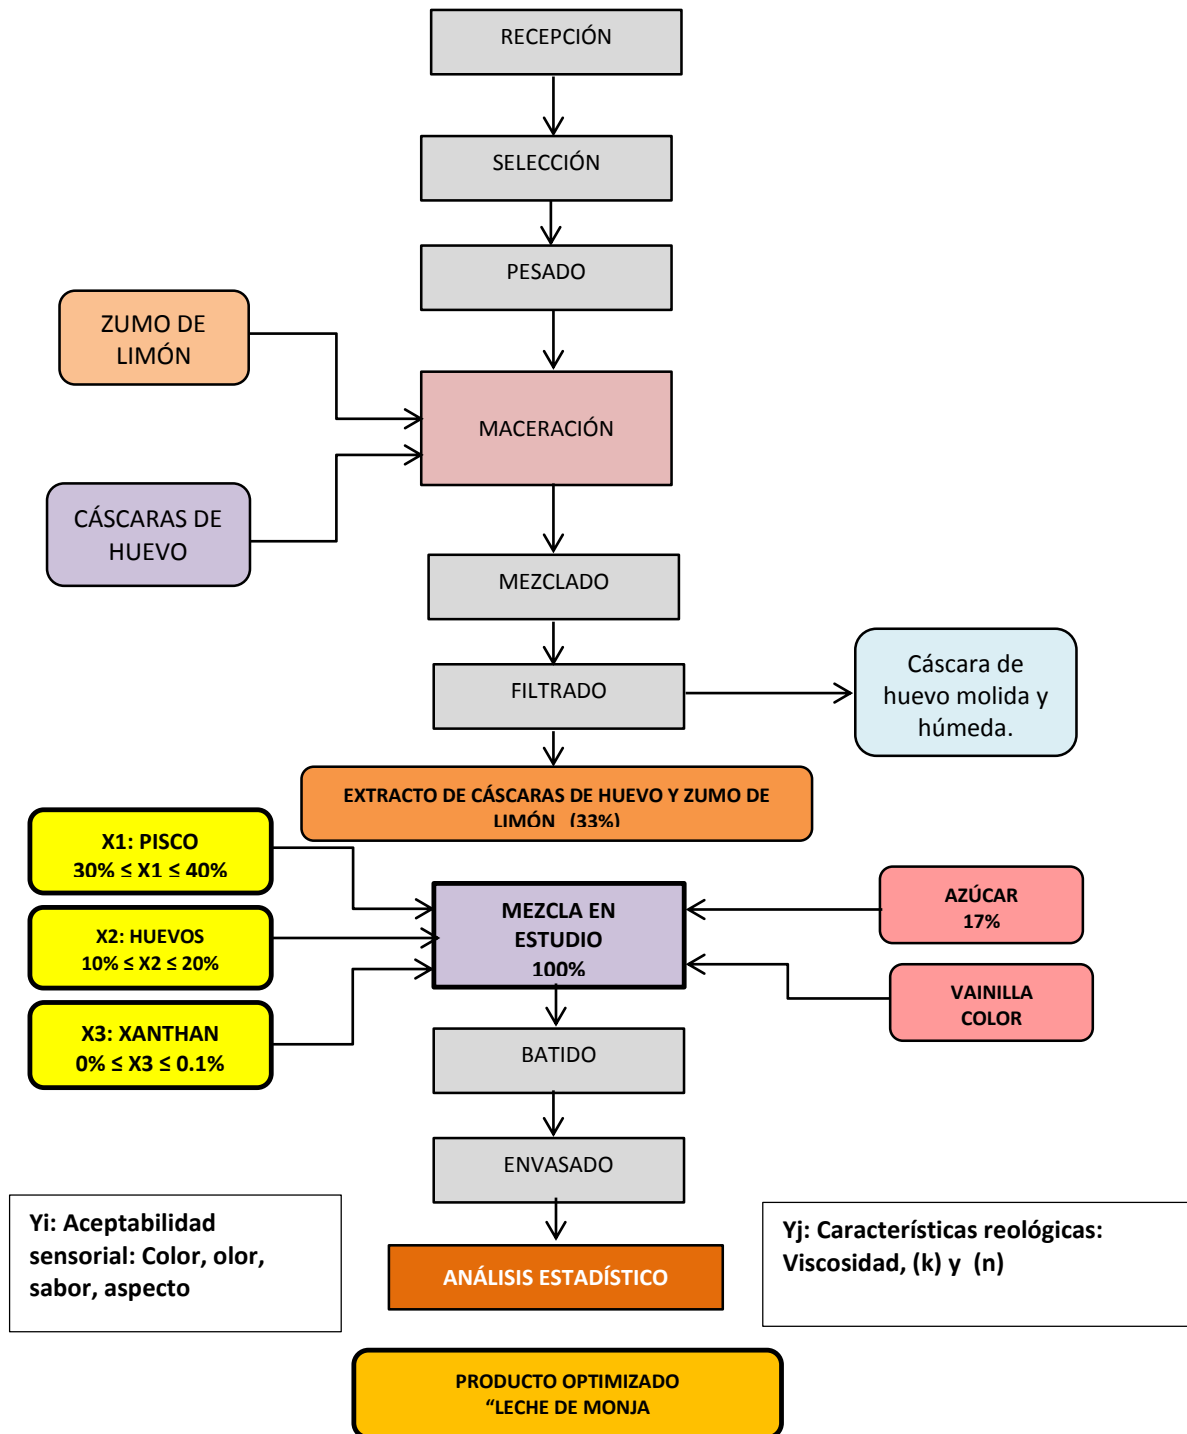 RECEPCIÓN
SELECCIÓN
PESADO
ZUMO DE
LIMÓN
MACERACIÓN
CÁSCARAS DE
HUEVO
MEZCLADO
FILTRADO
Cáscara de
huevo molida y
húmeda.
EXTRACTO DE CÁSCARAS DE HUEVO Y ZUMO DE
LIMÓN (33%)
X1: PISCO
30% ≤ X1 ≤ 40%
X2: HUEVOS
10% ≤ X2 ≤ 20%
X3: XANTHAN
0% ≤ X3 ≤ 0.1%
MEZCLA EN
ESTUDIO
100%
AZÚCAR
17%
VAINILLA
COLOR
BATIDO
ENVASADO
Yi: Aceptabilidad
sensorial: Color, olor,
sabor, aspecto
Yj: Características reológicas:
Viscosidad, (k) y (n)
ANÁLISIS ESTADÍSTICO
PRODUCTO OPTIMIZADO
“LECHE DE MONJA